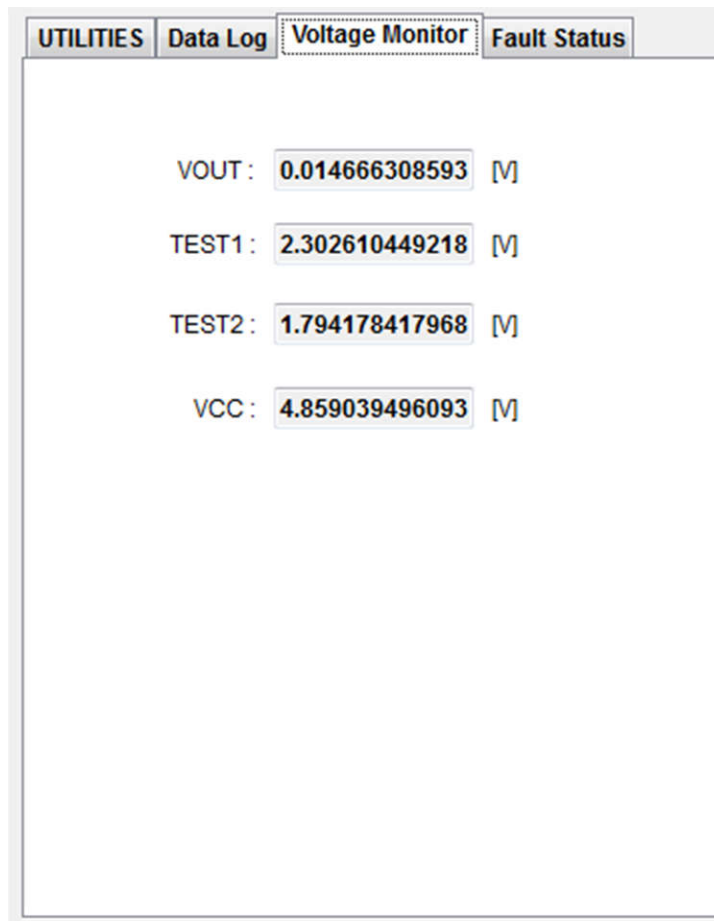 UTILITIES Data Log Voltage Monitor Fault Status
VOUT : 0.014666308593 [V]
TEST1 : 2.302610449218 [V]
TEST2 : 1.794178417968 [V]
VCC : 4.859039496093 [V]